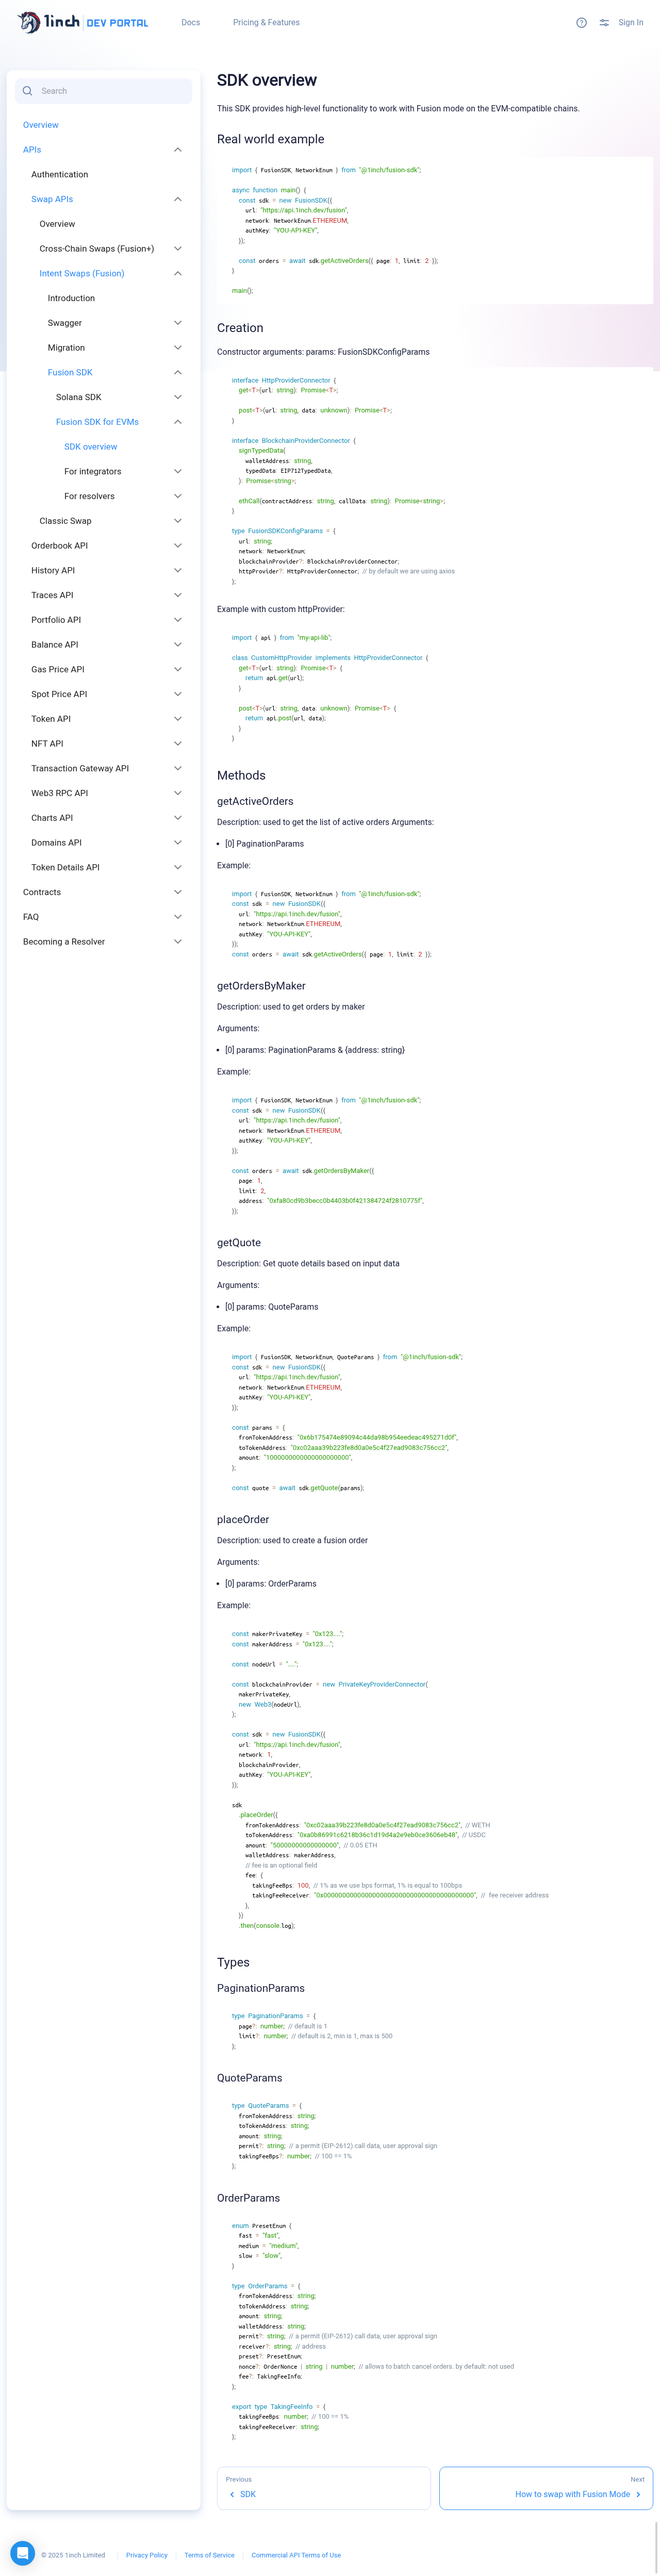 1inch DEV PORTAL
Docs
Pricing & Features
Sign In
Search
Overview
APIs
Authentication
Swap APIs
Overview
Cross-Chain Swaps (Fusion+)
Intent Swaps (Fusion)
Introduction
Swagger
Migration
Fusion SDK
Solana SDK
Fusion SDK for EVMs
SDK overview
For integrators
For resolvers
Classic Swap
Orderbook API
History API
Traces API
Portfolio API
Balance API
Gas Price API
Spot Price API
Token API
NFT API
Transaction Gateway API
Web3 RPC API
Charts API
Domains API
Token Details API
Contracts
FAQ
Becoming a Resolver
SDK overview
This SDK provides high-level functionality to work with Fusion mode on the EVM-compatible chains.
Real world example
import { FusionSDK, NetworkEnum } from "@1inch/fusion-sdk";
async function main() {
const sdk = new FusionSDK({
url: "https://api.1inch.dev/fusion",
network: NetworkEnum.ETHEREUM,
authKey: "YOU-API-KEY",
});
const orders = await sdk.getActiveOrders({ page: 1, limit: 2 });
}
main();
Creation
Constructor arguments: params: FusionSDKConfigParams
interface HttpProviderConnector {
get<T>(url: string): Promise<T>;
post<T>(url: string, data: unknown): Promise<T>;
}
interface BlockchainProviderConnector {
signTypedData(
walletAddress: string,
typedData: EIP712TypedData,
): Promise<string>;
ethCall(contractAddress: string, callData: string): Promise<string>;
}
type FusionSDKConfigParams = {
url: string;
network: NetworkEnum;
blockchainProvider?: BlockchainProviderConnector;
httpProvider?: HttpProviderConnector; // by default we are using axios
};
Example with custom httpProvider:
import { api } from "my-api-lib";
class CustomHttpProvider implements HttpProviderConnector {
get<T>(url: string): Promise<T> {
return api.get(url);
}
post<T>(url: string, data: unknown): Promise<T> {
return api.post(url, data);
}
}
Methods
getActiveOrders
Description: used to get the list of active orders Arguments:
• [0] PaginationParams
Example:
import { FusionSDK, NetworkEnum } from "@1inch/fusion-sdk";
const sdk = new FusionSDK({
url: "https://api.1inch.dev/fusion",
network: NetworkEnum.ETHEREUM,
authKey: "YOU-API-KEY",
});
const orders = await sdk.getActiveOrders({ page: 1, limit: 2 });
getOrdersByMaker
Description: used to get orders by maker
Arguments:
• [0] params: PaginationParams & {address: string}
Example:
import { FusionSDK, NetworkEnum } from "@1inch/fusion-sdk";
const sdk = new FusionSDK({
url: "https://api.1inch.dev/fusion",
network: NetworkEnum.ETHEREUM,
authKey: "YOU-API-KEY",
});
const orders = await sdk.getOrdersByMaker({
page: 1,
limit: 2,
address: "0xfa80cd9b3becc0b4403b0f421384724f2810775f",
});
getQuote
Description: Get quote details based on input data
Arguments:
• [0] params: QuoteParams
Example:
import { FusionSDK, NetworkEnum, QuoteParams } from "@1inch/fusion-sdk";
const sdk = new FusionSDK({
url: "https://api.1inch.dev/fusion",
network: NetworkEnum.ETHEREUM,
authKey: "YOU-API-KEY",
});
const params = {
fromTokenAddress: "0x6b175474e89094c44da98b954eedeac495271d0f",
toTokenAddress: "0xc02aaa39b223fe8d0a0e5c4f27ead9083c756cc2",
amount: "1000000000000000000000",
};
const quote = await sdk.getQuote(params);
placeOrder
Description: used to create a fusion order
Arguments:
• [0] params: OrderParams
Example:
const makerPrivateKey = "0x123....";
const makerAddress = "0x123....";
const nodeUrl = "....";
const blockchainProvider = new PrivateKeyProviderConnector(
makerPrivateKey,
new Web3(nodeUrl),
);
const sdk = new FusionSDK({
url: "https://api.1inch.dev/fusion",
network: 1,
blockchainProvider,
authKey: "YOU-API-KEY",
});
sdk
.placeOrder({
fromTokenAddress: "0xc02aaa39b223fe8d0a0e5c4f27ead9083c756cc2", // WETH
toTokenAddress: "0xa0b86991c6218b36c1d19d4a2e9eb0ce3606eb48", // USDC
amount: "50000000000000000", // 0.05 ETH
walletAddress: makerAddress,
// fee is an optional field
fee: {
takingFeeBps: 100, // 1% as we use bps format, 1% is equal to 100bps
takingFeeReceiver: "0x0000000000000000000000000000000000000000", //  fee receiver address
},
})
.then(console.log);
Types
PaginationParams
type PaginationParams = {
page?: number; // default is 1
limit?: number; // default is 2, min is 1, max is 500
};
QuoteParams
type QuoteParams = {
fromTokenAddress: string;
toTokenAddress: string;
amount: string;
permit?: string; // a permit (EIP-2612) call data, user approval sign
takingFeeBps?: number; // 100 == 1%
};
OrderParams
enum PresetEnum {
fast = "fast",
medium = "medium",
slow = "slow",
}
type OrderParams = {
fromTokenAddress: string;
toTokenAddress: string;
amount: string;
walletAddress: string;
permit?: string; // a permit (EIP-2612) call data, user approval sign
receiver?: string; // address
preset?: PresetEnum;
nonce?: OrderNonce | string | number; // allows to batch cancel orders. by default: not used
fee?: TakingFeeInfo;
};
export type TakingFeeInfo = {
takingFeeBps: number; // 100 == 1%
takingFeeReceiver: string;
};
Previous
SDK
Next
How to swap with Fusion Mode
© 2025 1inch Limited
Privacy Policy
Terms of Service
Commercial API Terms of Use